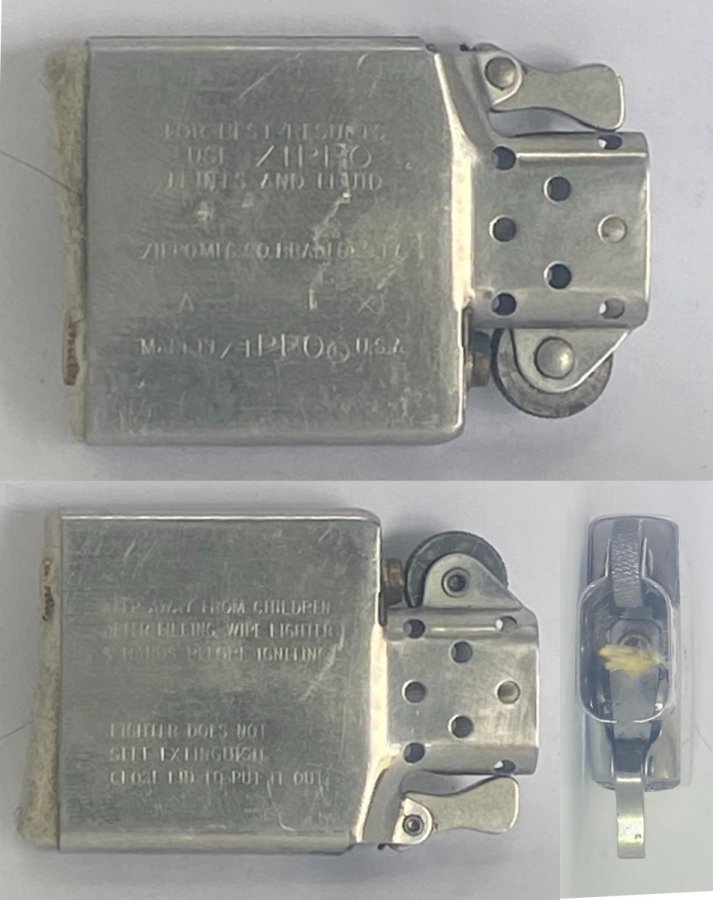 FOR BEST RESULTS
USE ZIPPO
FLINTS AND FLUID
ZIPPO MFG. CO. BRADFORD, PA.
A XI
MADE IN ZIPPO® U.S.A.
KEEP AWAY FROM CHILDREN
AFTER FILLING, WIPE LIGHTER
& HANDS BEFORE IGNITING
LIGHTER DOES NOT
SELF EXTINGUISH.
CLOSE LID TO PUT IT OUT.